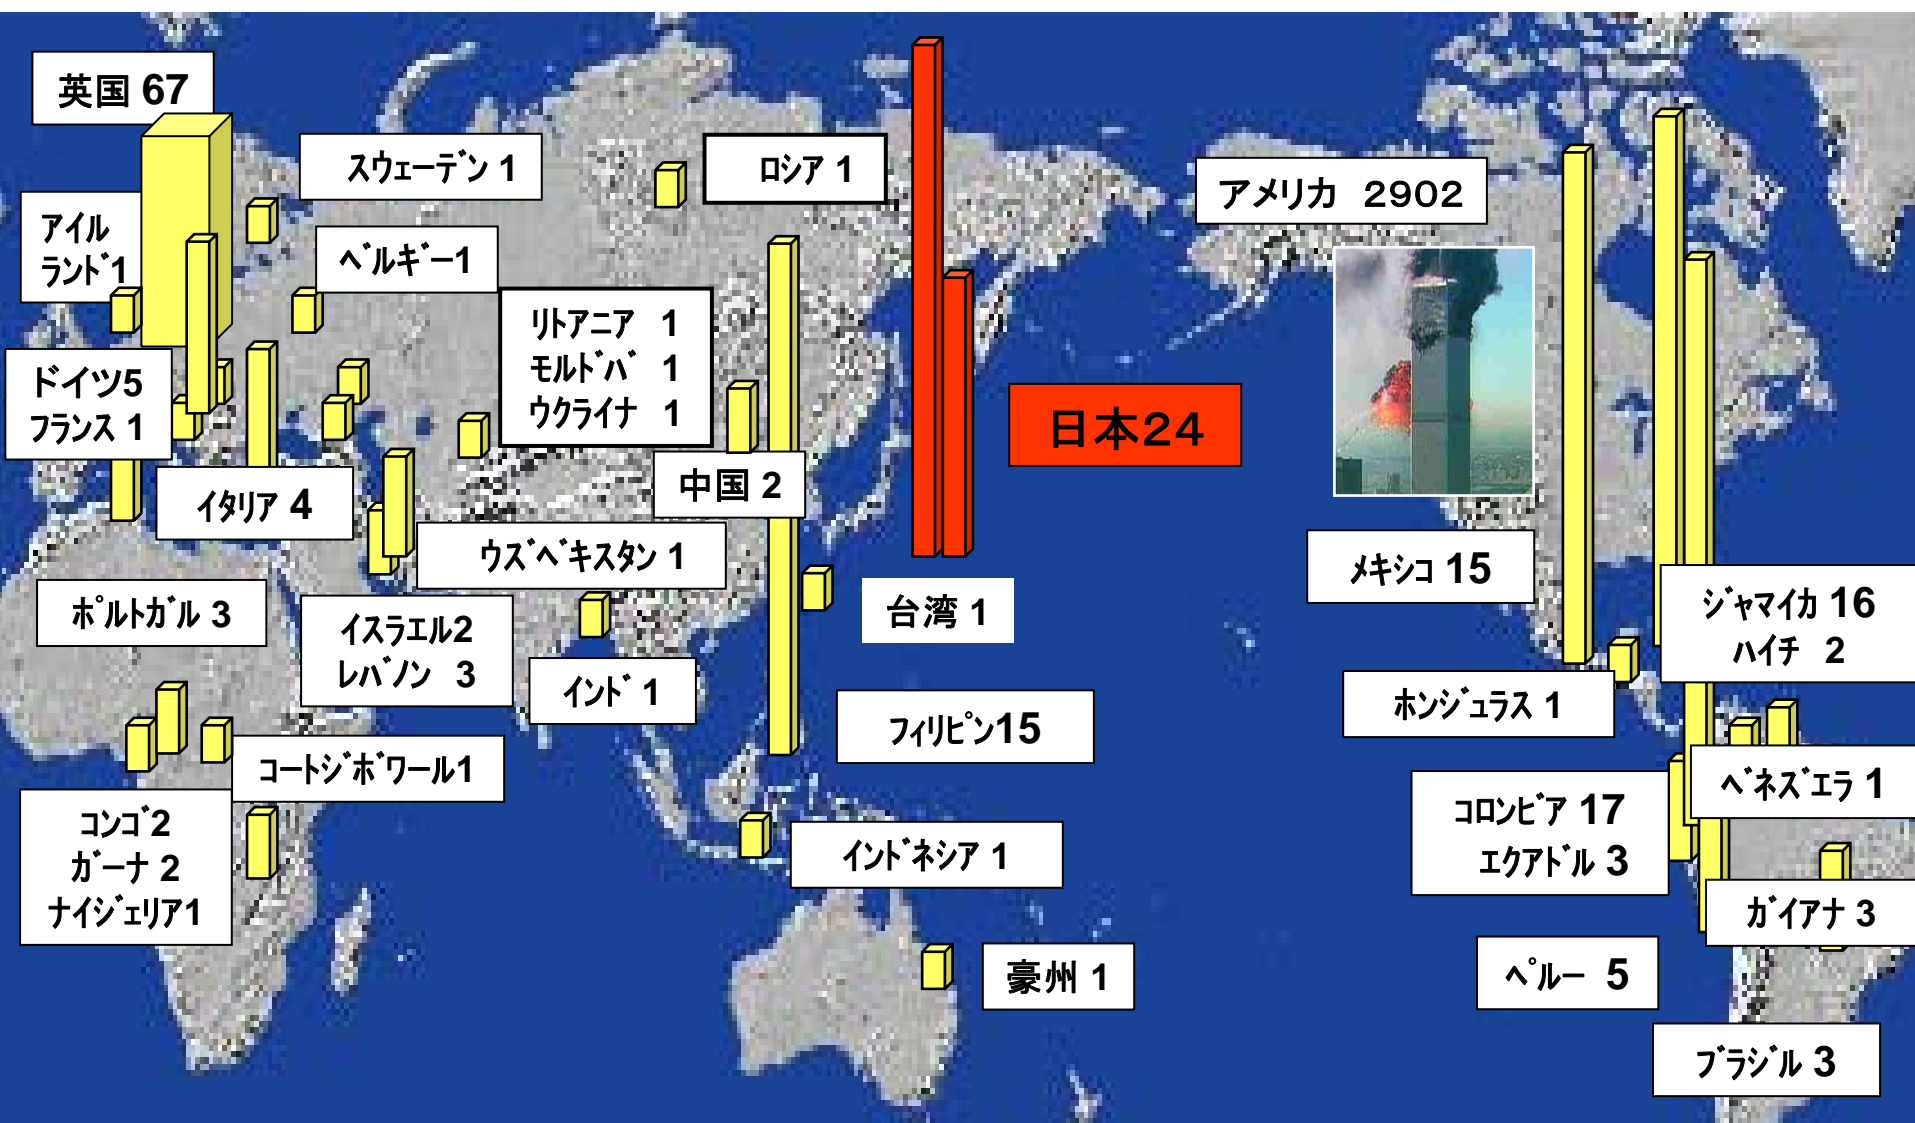 英国 67
スウェーデン 1
ロシア 1
アメリカ 2902
アイル
ランド 1
ベルギー1
リトアニア 1
モルドバ 1
ウクライナ 1
ドイツ5
フランス 1
日本24
中国 2
イタリア 4
ウズベキスタン 1
メキシコ 15
ポルトガル 3
イスラエル2
レバノン 3
台湾 1
ジャマイカ 16
ハイチ 2
インド 1
ホンジュラス 1
フィリピン15
コートジボワール1
ベネズエラ 1
コンゴ2
ガーナ 2
ナイジェリア1
コロンビア 17
エクアドル 3
インドネシア 1
ガイアナ 3
豪州 1
ペルー 5
ブラジル 3